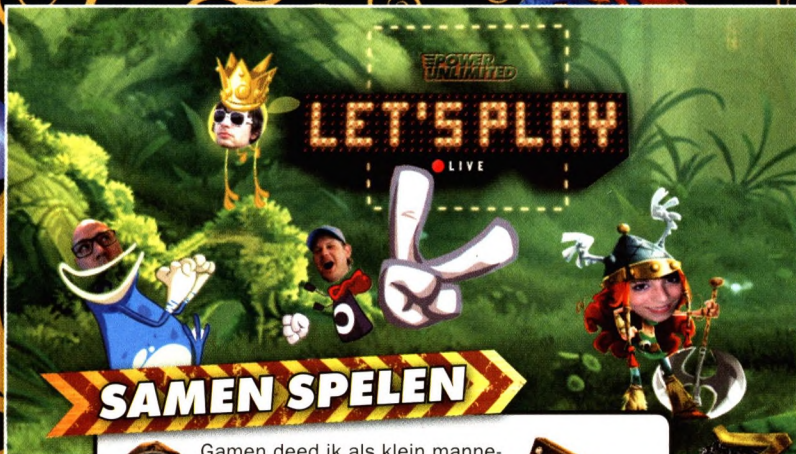 POWER
UNLIMITED
LET'S PLAY
LIVE
SAMEN SPELEN
Gamen deed ik als klein manne-